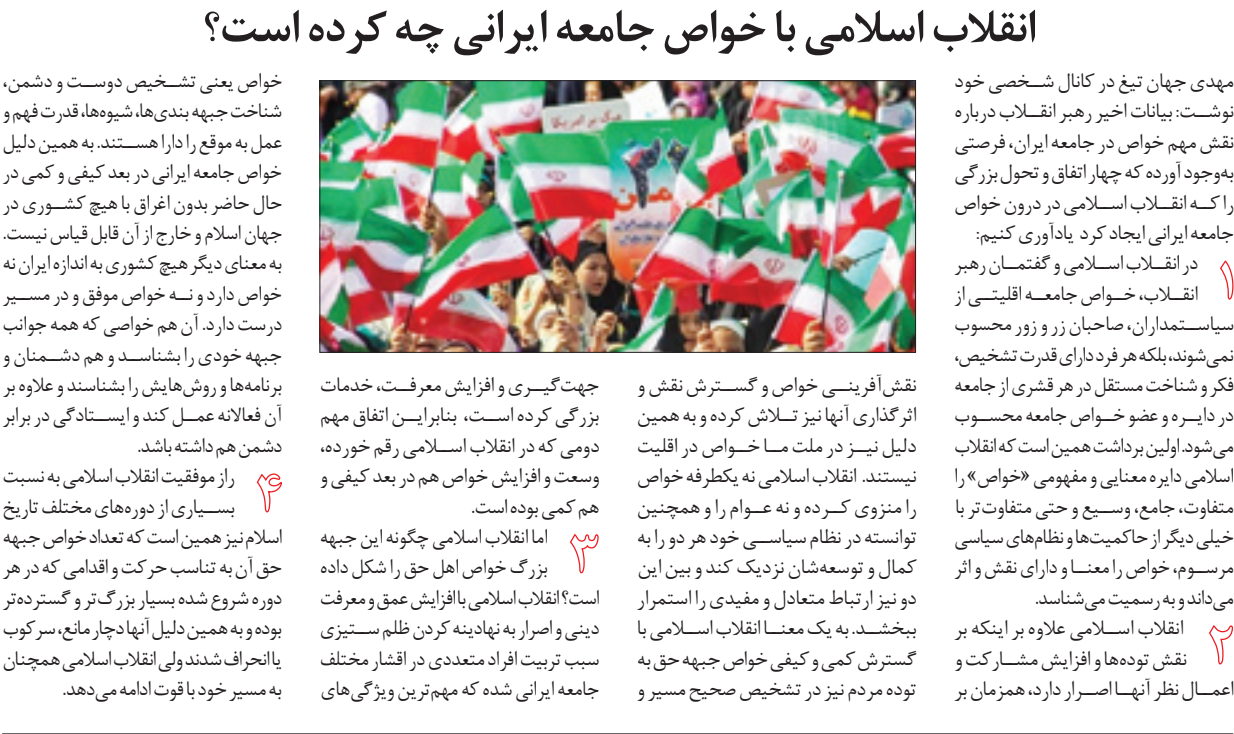 انقلاب اسلامی با خواص جامعه ایرانی چه کرده است؟
مهدی جهان تیغ در کانال شخصی خود
نوشت: بیانات اخیر رهبر انقلاب درباره
نقش مهم خواص در جامعه ایران، فرصتی
به‌وجود آورده که چهار اتفاق و تحول بزرگی
را که انقلاب اسلامی در درون خواص
جامعه ایرانی ایجاد کرد یادآوری کنیم:
۱ در انقلاب اسلامی و گفتمان رهبر
انقلاب، خواص جامعه اقلیتی از
سیاستمداران، صاحبان زر و زور محسوب
نمی‌شوند، بلکه هر فرد دارای قدرت تشخیص،
فکر و شناخت مستقل در هر قشری از جامعه
در دایره و عضو خواص جامعه محسوب
می‌شود. اولین برداشت همین است که انقلاب
اسلامی دایره معنایی و مفهومی «خواص» را
متفاوت، جامع، وسیع و حتی متفاوت‌تر با
خیلی دیگر از حاکمیت‌ها و نظام‌های سیاسی
مرسوم، خواص را معنا و دارای نقش و اثر
می‌داند و به رسمیت می‌شناسد.
۲ انقلاب اسلامی علاوه بر اینکه بر
نقش توده‌ها و افزایش مشارکت و
اعمال نظر آنها اصرار دارد، همزمان بر
نقش‌آفرینی خواص و گسترش نقش و
اثرگذاری آنها نیز تلاش کرده و به همین
دلیل نیز در ملت ما خواص در اقلیت
نیستند. انقلاب اسلامی نه یکطرفه خواص
را منزوی کرده و نه عوام را و همچنین
توانسته در نظام سیاسی خود هر دو را به
کمال و توسعه‌شان نزدیک کند و بین این
دو نیز ارتباط متعادل و مفیدی را استمرار
ببخشد. به یک معنا انقلاب اسلامی با
گسترش کمی و کیفی خواص جبهه حق به
توده مردم نیز در تشخیص صحیح مسیر و
جهت‌گیری و افزایش معرفت، خدمات
بزرگی کرده است، بنابراین اتفاق مهم
دومی که در انقلاب اسلامی رقم خورده،
وسعت و افزایش خواص هم در بعد کیفی و
هم کمی بوده است.
۳ اما انقلاب اسلامی چگونه این جبهه
بزرگ خواص اهل حق را شکل داده
است؟ انقلاب اسلامی با افزایش عمق و معرفت
دینی و اصرار به نهادینه کردن ظلم ستیزی
سبب تربیت افراد متعددی در اقشار مختلف
جامعه ایرانی شده که مهم‌ترین ویژگی‌های
خواص یعنی تشخیص دوست و دشمن،
شناخت جبهه بندی‌ها، شیوه‌ها، قدرت فهم و
عمل به موقع را دارا هستند. به همین دلیل
خواص جامعه ایرانی در بعد کیفی و کمی در
حال حاضر بدون اغراق با هیچ کشوری در
جهان اسلام و خارج از آن قابل قیاس نیست.
به معنای دیگر هیچ کشوری به اندازه ایران نه
خواص دارد و نه خواص موفق و در مسیر
درست دارد. آن هم خواصی که همه جوانب
جبهه خودی را بشناسد و هم دشمنان و
برنامه‌ها و روش‌هایش را بشناسند و علاوه بر
آن فعالانه عمل کند و ایستادگی در برابر
دشمن هم داشته باشد.
۴ راز موفقیت انقلاب اسلامی به نسبت
بسیاری از دوره‌های مختلف تاریخ
اسلام نیز همین است که تعداد خواص جبهه
حق آن به تناسب حرکت و اقدامی که در هر
دوره شروع شده بسیار بزرگ‌تر و گسترده‌تر
بوده و به همین دلیل آنها دچار مانع، سرکوب
یا انحراف شدند ولی انقلاب اسلامی همچنان
به مسیر خود با قوت ادامه می‌دهد.